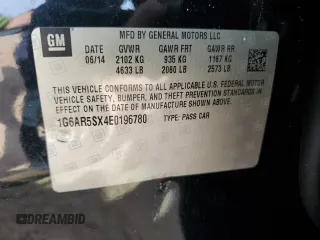 GM
MFD BY GENERAL MOTORS LLC
06/14 GVWR GAWR FRT GAWR RR
2102 KG 935 KG 1167 KG
4633 LB 2060 LB 2573 LB
THIS VEHICLE CONFORMS TO ALL APPLICABLE U.S. FEDERAL MOTOR
VEHICLE SAFETY, BUMPER, AND THEFT PREVENTION STANDARDS
IN EFFECT ON THE DATE OF MANUFACTURE SHOWN ABOVE.
1G6AR5SX4E0196780 TYPE: PASS CAR
DREAMBID